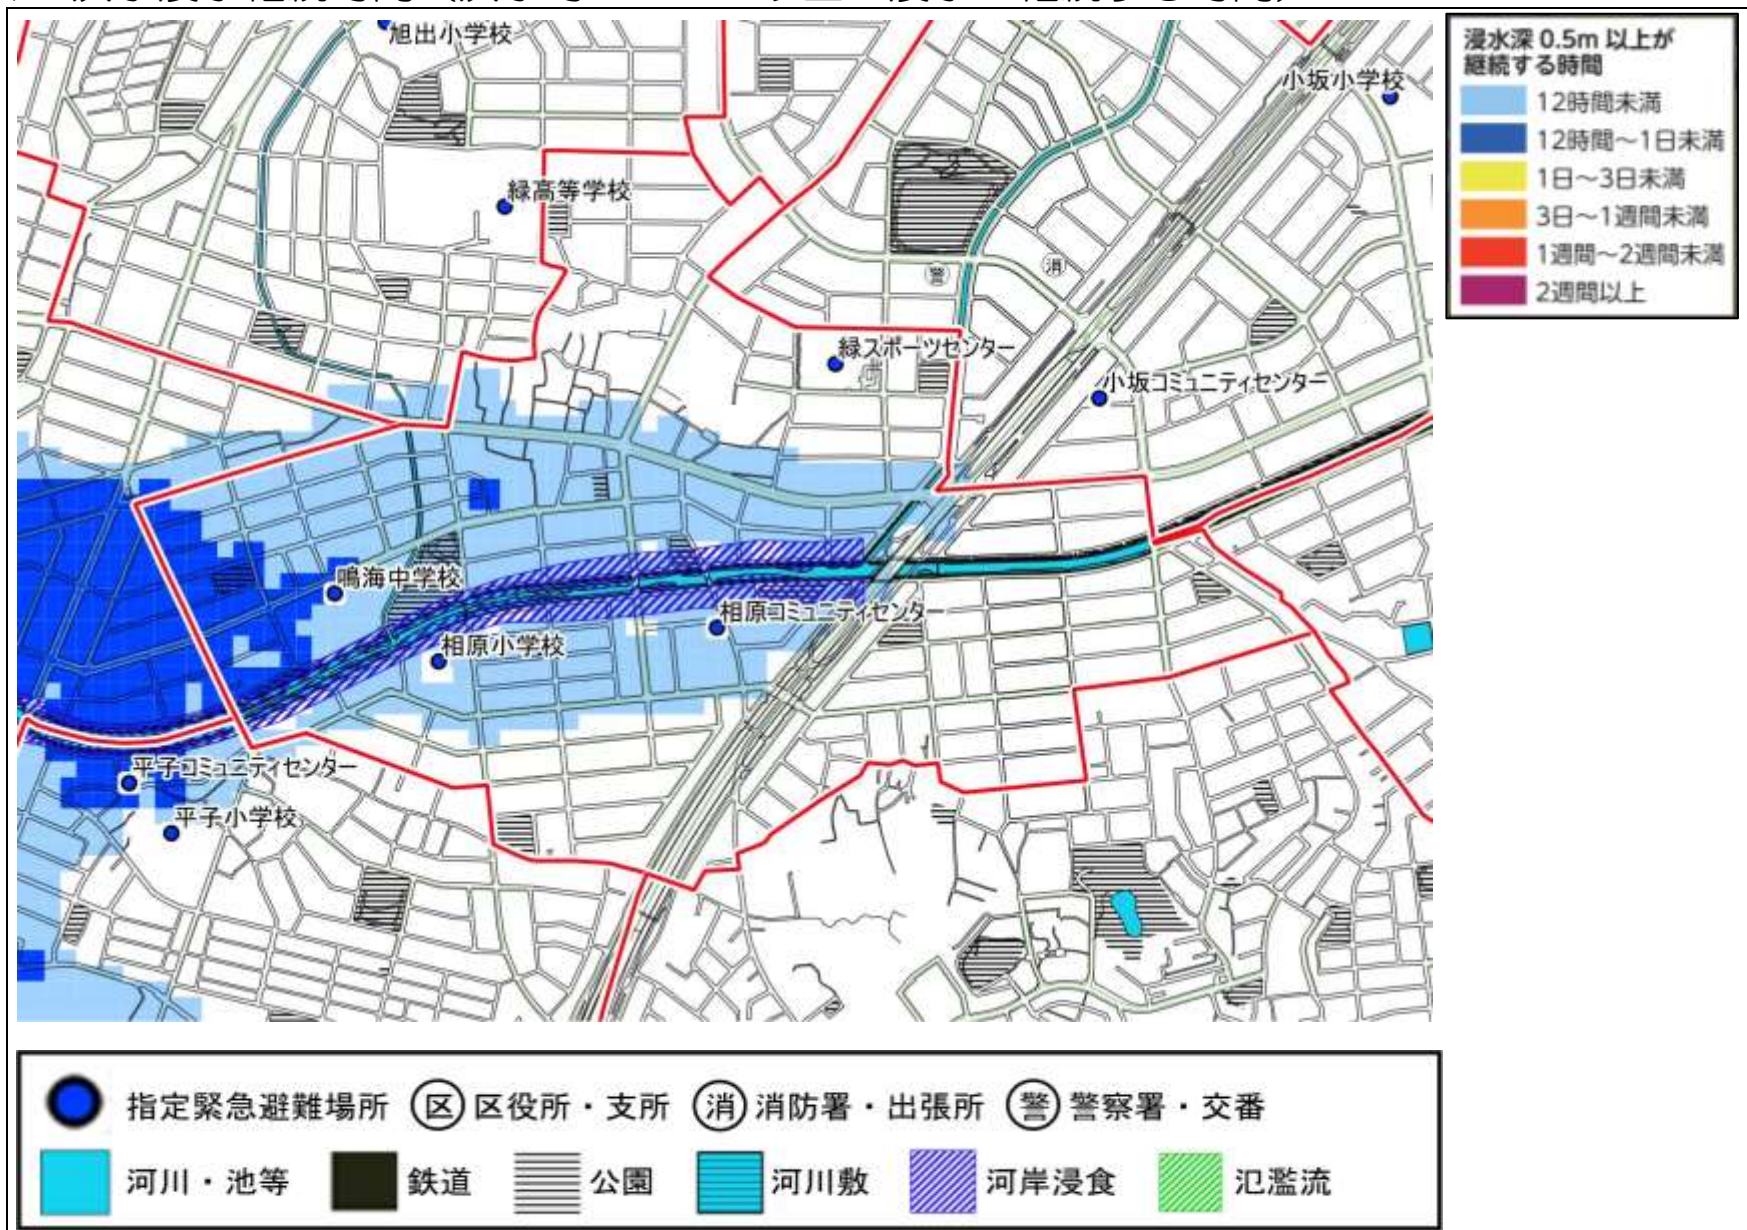 旭出小学校
小坂小学校
緑高等学校
警
消
緑スポーツセンター
小坂コミュニティセンター
鳴海中学校
相原コミュニティセンター
相原小学校
平子コミュニティセンター
平子小学校
浸水深 0.5m 以上が
継続する時間
12時間未満
12時間～1日未満
1日～3日未満
3日～1週間未満
1週間～2週間未満
2週間以上
指定緊急避難場所 区 区役所・支所 消 消防署・出張所 警 警察署・交番
河川・池等 鉄道 公園 河川敷 河岸浸食 氾濫流